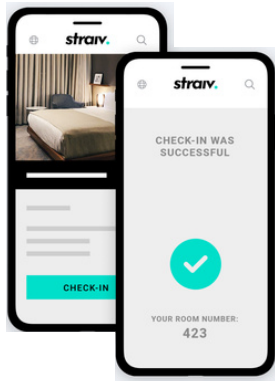 straiv.
CHECK-IN
straiv.
CHECK-IN WAS
SUCCESSFUL
YOUR ROOM NUMBER:
423